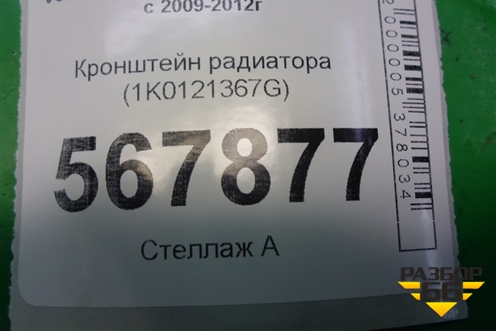 с 2009-2012г
Кронштейн радиатора
(1K0121367G)
567877
Стеллаж А
2000005378034
РАЗБОР
66